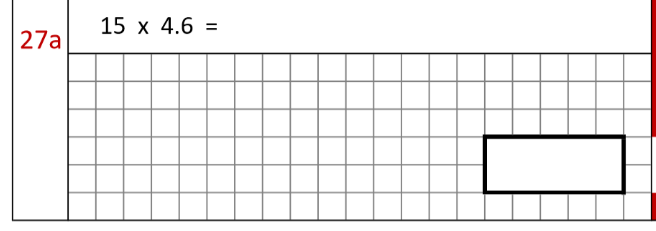 27a
15 x 4.6 =